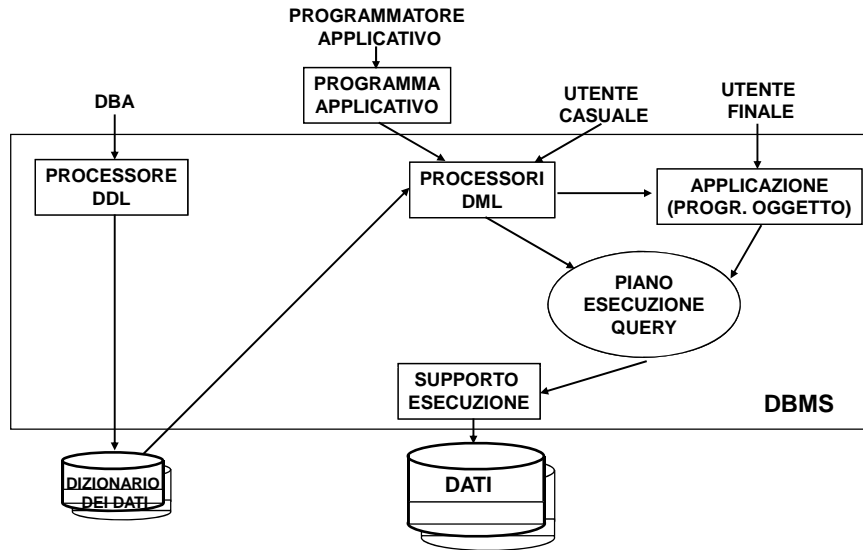 PROGRAMMATORE
APPLICATIVO
PROGRAMMA
APPLICATIVO
DBA
UTENTE
CASUALE
UTENTE
FINALE
PROCESSORE
DDL
PROCESSORI
DML
APPLICAZIONE
(PROGR. OGGETTO)
PIANO
ESECUZIONE
QUERY
SUPPORTO
ESECUZIONE
DBMS
DIZIONARIO
DEI DATI
DATI